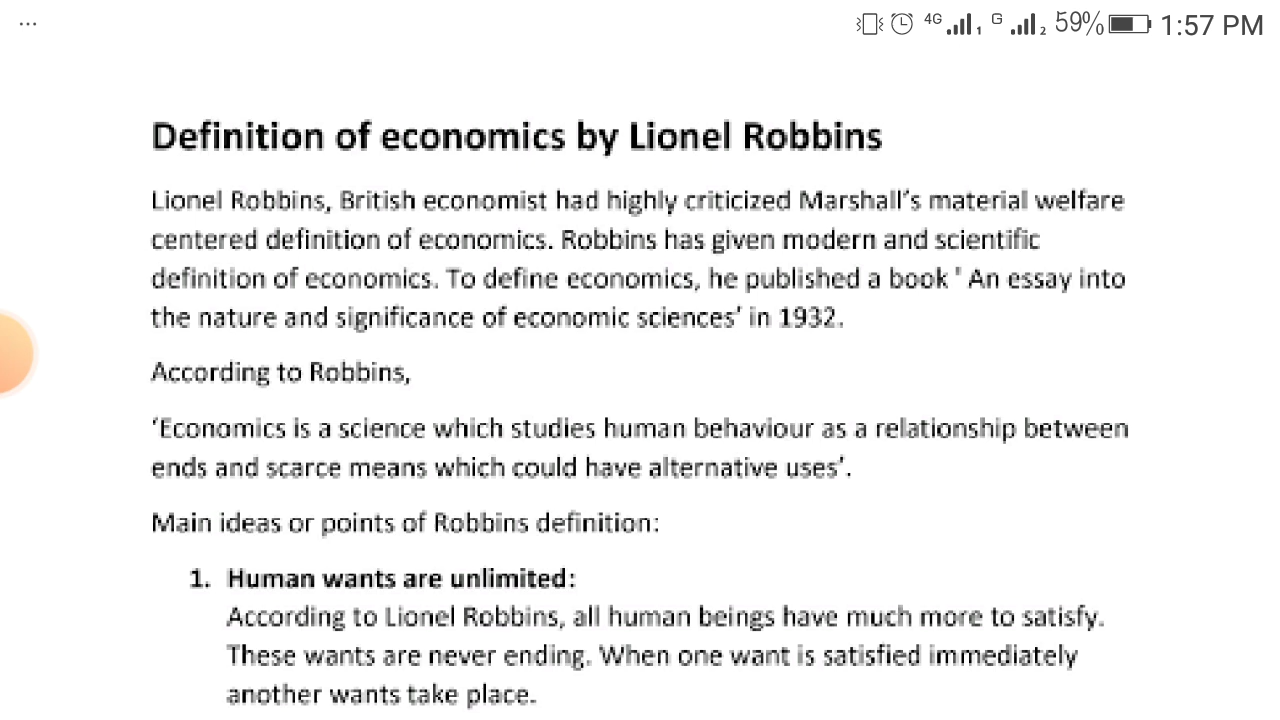 ...
4G 1 G 2 59% 1:57 PM
Definition of economics by Lionel Robbins
Lionel Robbins, British economist had highly criticized Marshall’s material welfare
centered definition of economics. Robbins has given modern and scientific
definition of economics. To define economics, he published a book ' An essay into
the nature and significance of economic sciences’ in 1932.
According to Robbins,
‘Economics is a science which studies human behaviour as a relationship between
ends and scarce means which could have alternative uses’.
Main ideas or points of Robbins definition:
1. Human wants are unlimited:
According to Lionel Robbins, all human beings have much more to satisfy.
These wants are never ending. When one want is satisfied immediately
another wants take place.